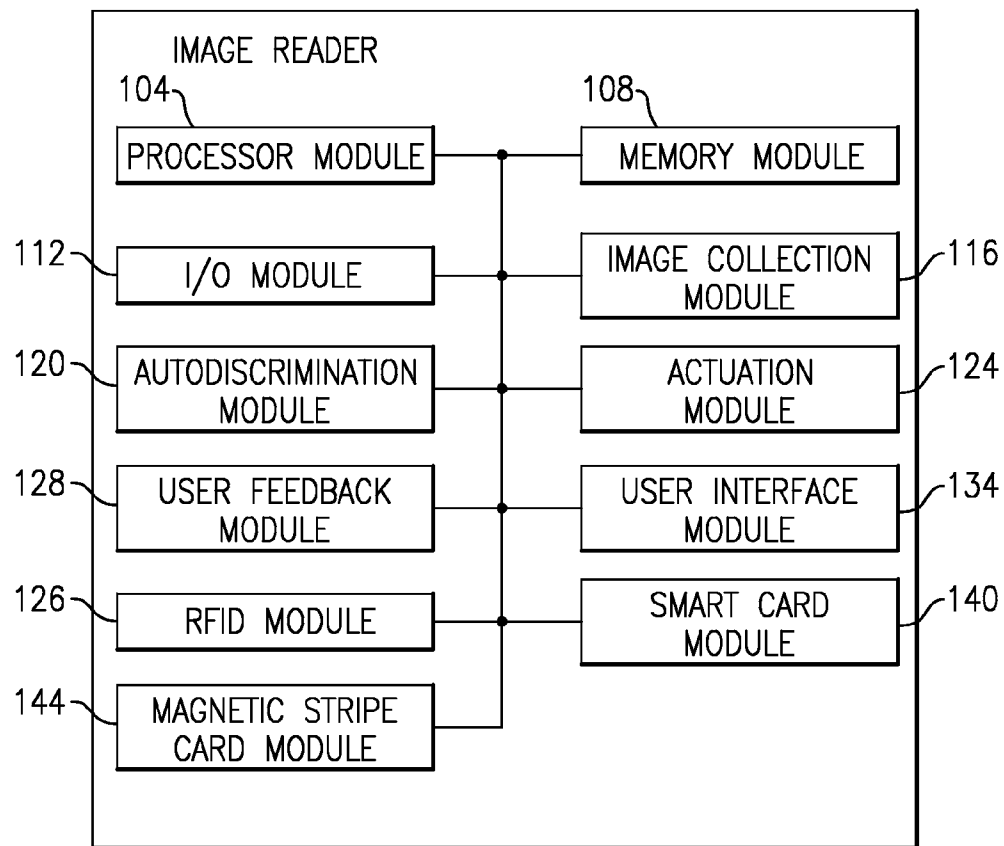 IMAGE READER
104
108
PROCESSOR MODULE
MEMORY MODULE
112
I/O MODULE
IMAGE COLLECTION
MODULE
116
120
AUTODISCRIMINATION
MODULE
ACTUATION
MODULE
124
128
USER FEEDBACK
MODULE
USER INTERFACE
MODULE
134
126
RFID MODULE
SMART CARD
MODULE
140
144
MAGNETIC STRIPE
CARD MODULE